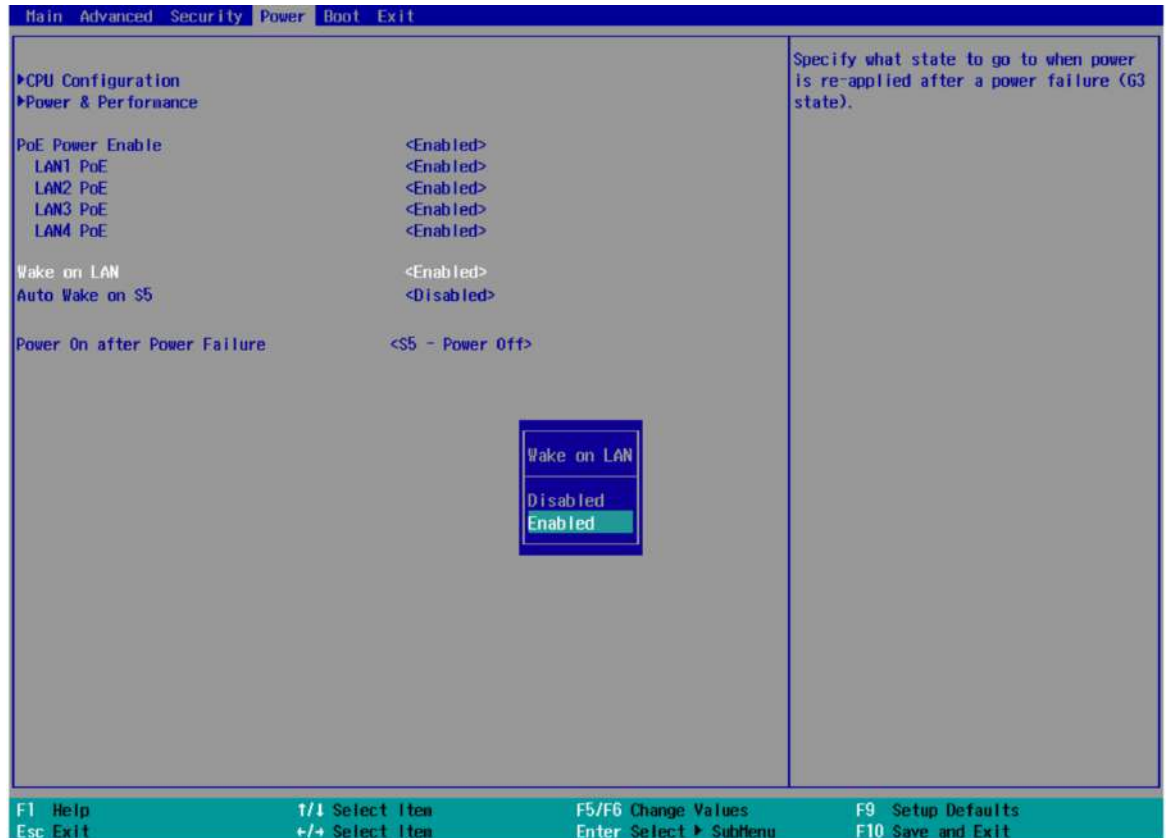 Main Advanced Security Power Boot Exit
▶CPU Configuration
▶Power & Performance
PoE Power Enable <Enabled>
LAN1 PoE <Enabled>
LAN2 PoE <Enabled>
LAN3 PoE <Enabled>
LAN4 PoE <Enabled>
Wake on LAN <Enabled>
Auto Wake on S5 <Disabled>
Power On after Power Failure <S5 - Power Off>
Specify what state to go to when power
is re-applied after a power failure (G3
state).
Wake on LAN
Disabled
Enabled
F1 Help ↑/↓ Select Item F5/F6 Change Values F9 Setup Defaults
Esc Exit ←/→ Select Item Enter Select ▶ SubMenu F10 Save and Exit